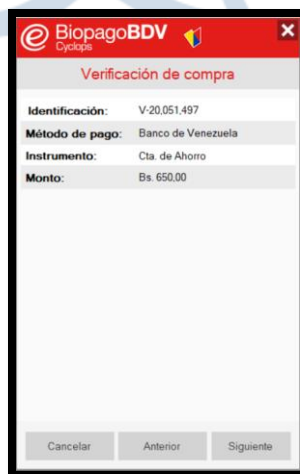 BiopagoBDV
Cyclops
Verificación de compra
Identificación: V-20,051,497
Método de pago: Banco de Venezuela
Instrumento: Cta. de Ahorro
Monto: Bs. 650,00
Cancelar Anterior Siguiente